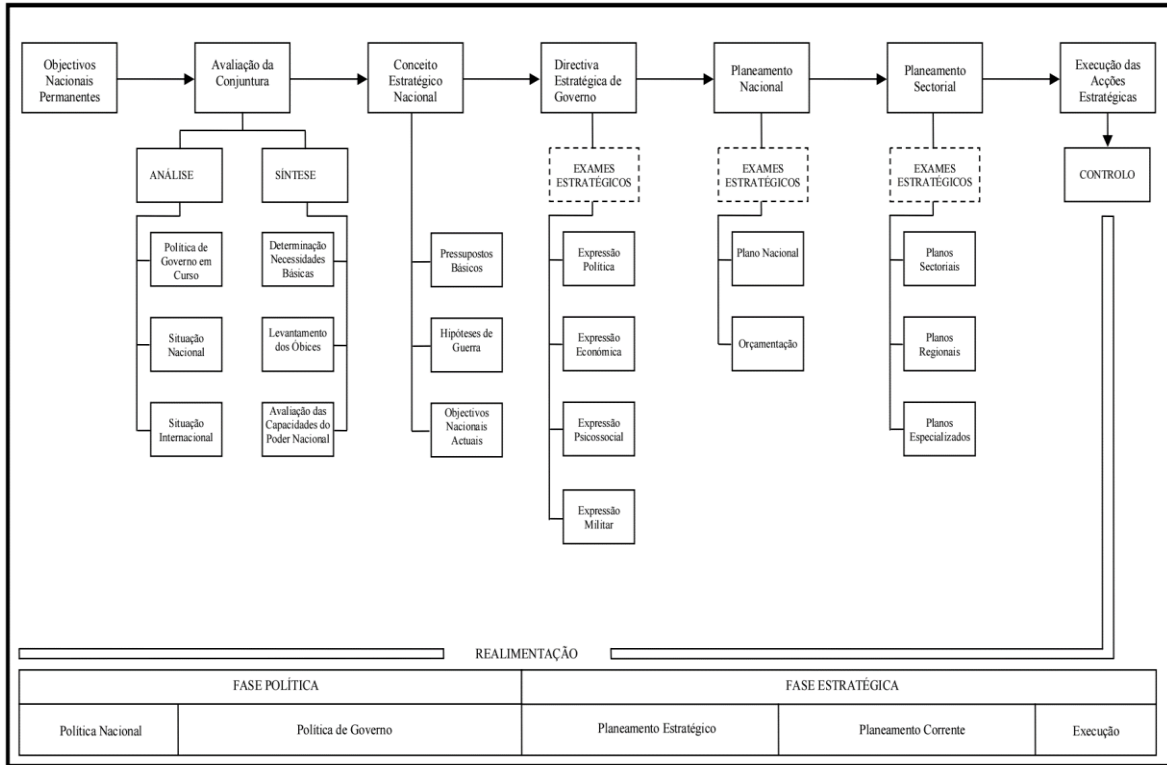 Objectivos
Nacionais
Permanentes
Avaliação da
Conjuntura
Conceito
Estratégico
Nacional
Directiva
Estratégica de
Governo
Planeamento
Nacional
Planeamento
Sectorial
Execução das
Acções
Estratégicas
ANÁLISE
SÍNTESE
EXAMES
ESTRATÉGICOS
EXAMES
ESTRATÉGICOS
EXAMES
ESTRATÉGICOS
CONTROLO
Política de
Governo em
Curso
Situação
Nacional
Situação
Internacional
Determinação
Necessidades
Básicas
Levantamento
dos Óbices
Avaliação das
Capacidades do
Poder Nacional
Pressupostos
Básicos
Hipóteses de
Guerra
Objectivos
Nacionais
Actuais
Expressão
Política
Expressão
Económica
Expressão
Psicossocial
Expressão
Militar
Plano Nacional
Orçamentação
Planos
Sectoriais
Planos
Regionais
Planos
Especializados
REALIMENTAÇÃO
FASE POLÍTICA
FASE ESTRATÉGICA
Política Nacional
Política de Governo
Planeamento Estratégico
Planeamento Corrente
Execução